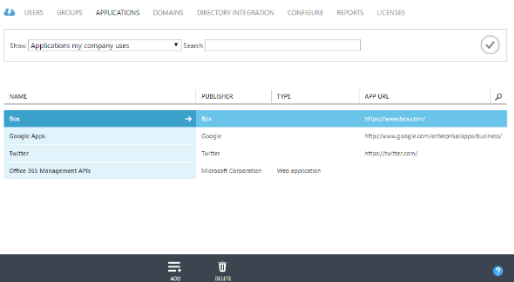 USERS GROUPS APPLICATIONS DOMAINS DIRECTORY INTEGRATION CONFIGURE REPORTS LICENSES
Show Applications my company uses Search
NAME PUBLISHER TYPE APP URL
Box Box https://www.box.com/
Google Apps Google http://www.google.com/enterprise/apps/business/
Twitter Twitter https://twitter.com/
Office 365 Management APIs Microsoft Corporation Web application
ADD DELETE ?